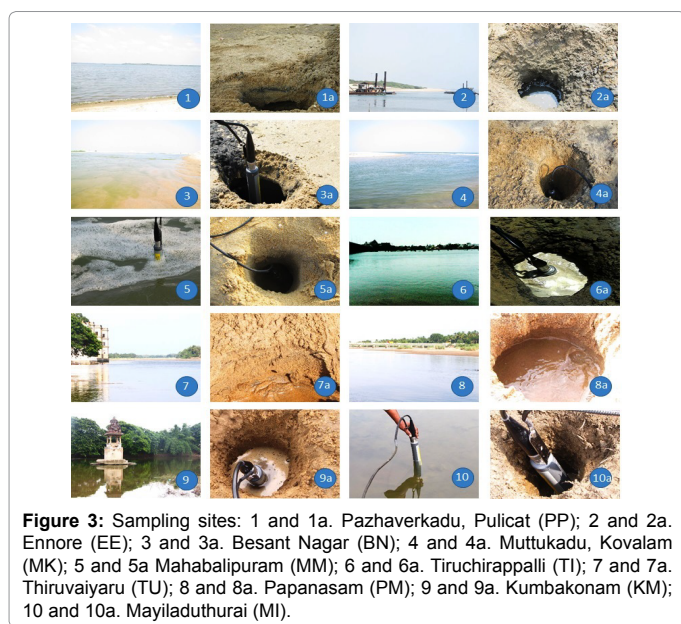 1 1a 2 2a
3 3a 4 4a
5 5a 6 6a
7 7a 8 8a
9 9a 10 10a
Figure 3: Sampling sites: 1 and 1a. Pazhaverkadu, Pulicat (PP); 2 and 2a.
Ennore (EE); 3 and 3a. Besant Nagar (BN); 4 and 4a. Muttukadu, Kovalam
(MK); 5 and 5a Mahabalipuram (MM); 6 and 6a. Tiruchirappalli (TI); 7 and 7a.
Thiruvaiyaru (TU); 8 and 8a. Papanasam (PM); 9 and 9a. Kumbakonam (KM);
10 and 10a. Mayiladuthurai (MI).